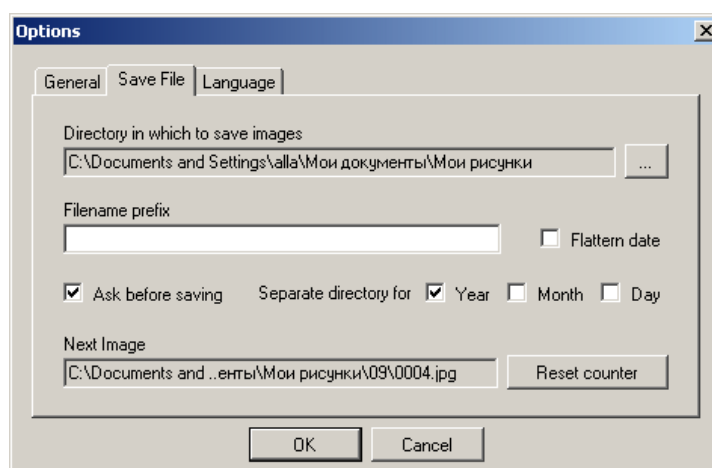 Options
General Save File Language
Directory in which to save images
C:\Documents and Settings\alla\Мои документы\Мои рисунки ...
Filename prefix
Flattern date
Ask before saving Separate directory for Year Month Day
Next Image
C:\Documents and ..енты\Мои рисунки\09\0004.jpg Reset counter
OK Cancel